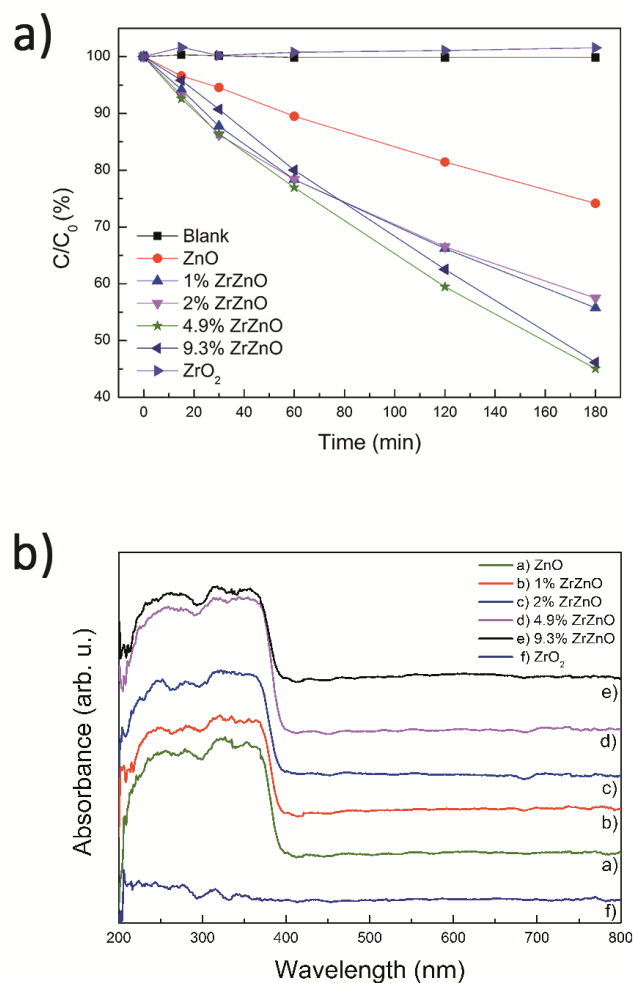 a)
100
90
80
70
60
50
40
C/C0 (%)
Blank
ZnO
1% ZrZnO
2% ZrZnO
4.9% ZrZnO
9.3% ZrZnO
ZrO2
0 20 40 60 80 100 120 140 160 180
Time (min)
b)
Absorbance (arb. u.)
a) ZnO
b) 1% ZrZnO
c) 2% ZrZnO
d) 4.9% ZrZnO
e) 9.3% ZrZnO
f) ZrO2
e)
d)
c)
b)
a)
f)
200 300 400 500 600 700 800
Wavelength (nm)